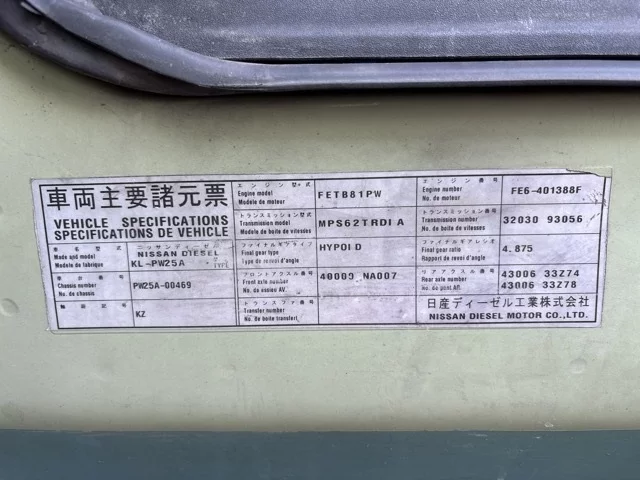 車両主要諸元票
VEHICLE SPECIFICATIONS
SPECIFICATIONS DE VEHICLE
車名型式
Made and model
Modele de fabrique
ニッサンディーゼル
NISSAN DIESEL
KL-PW25A
TYPE
車台番号
Chassis number
No. de chassis
PW25A-00469
KZ
エンジン型式
Engine model
Modele de moteur
FETB81PW
トランスミッション型式
Transmission model
Modele de boite de vitesses
MPS62TRDI A
ファイナルギアタイプ
Final gear type
Type de revoi d'angle
HYPOID
フロントアクスル番号
Front axle number
No. de essieu AV.
40000 NA007
トランスファ番号
Transfer number
No. de boite transfert
エンジン番号
Engine number
No. de moteur
FE6-401388F
トランスミッション番号
Transmission number
No. de boite de vitesses
32030 93056
ファイナルギアレシオ
Final gear ratio
Rapport de revoi d'angle
4.875
リアアクスル番号
Rear axle number
No. de pont AR.
43006 33Z74
43006 33Z78
日産ディーゼル工業株式会社
NISSAN DIESEL MOTOR CO.,LTD.